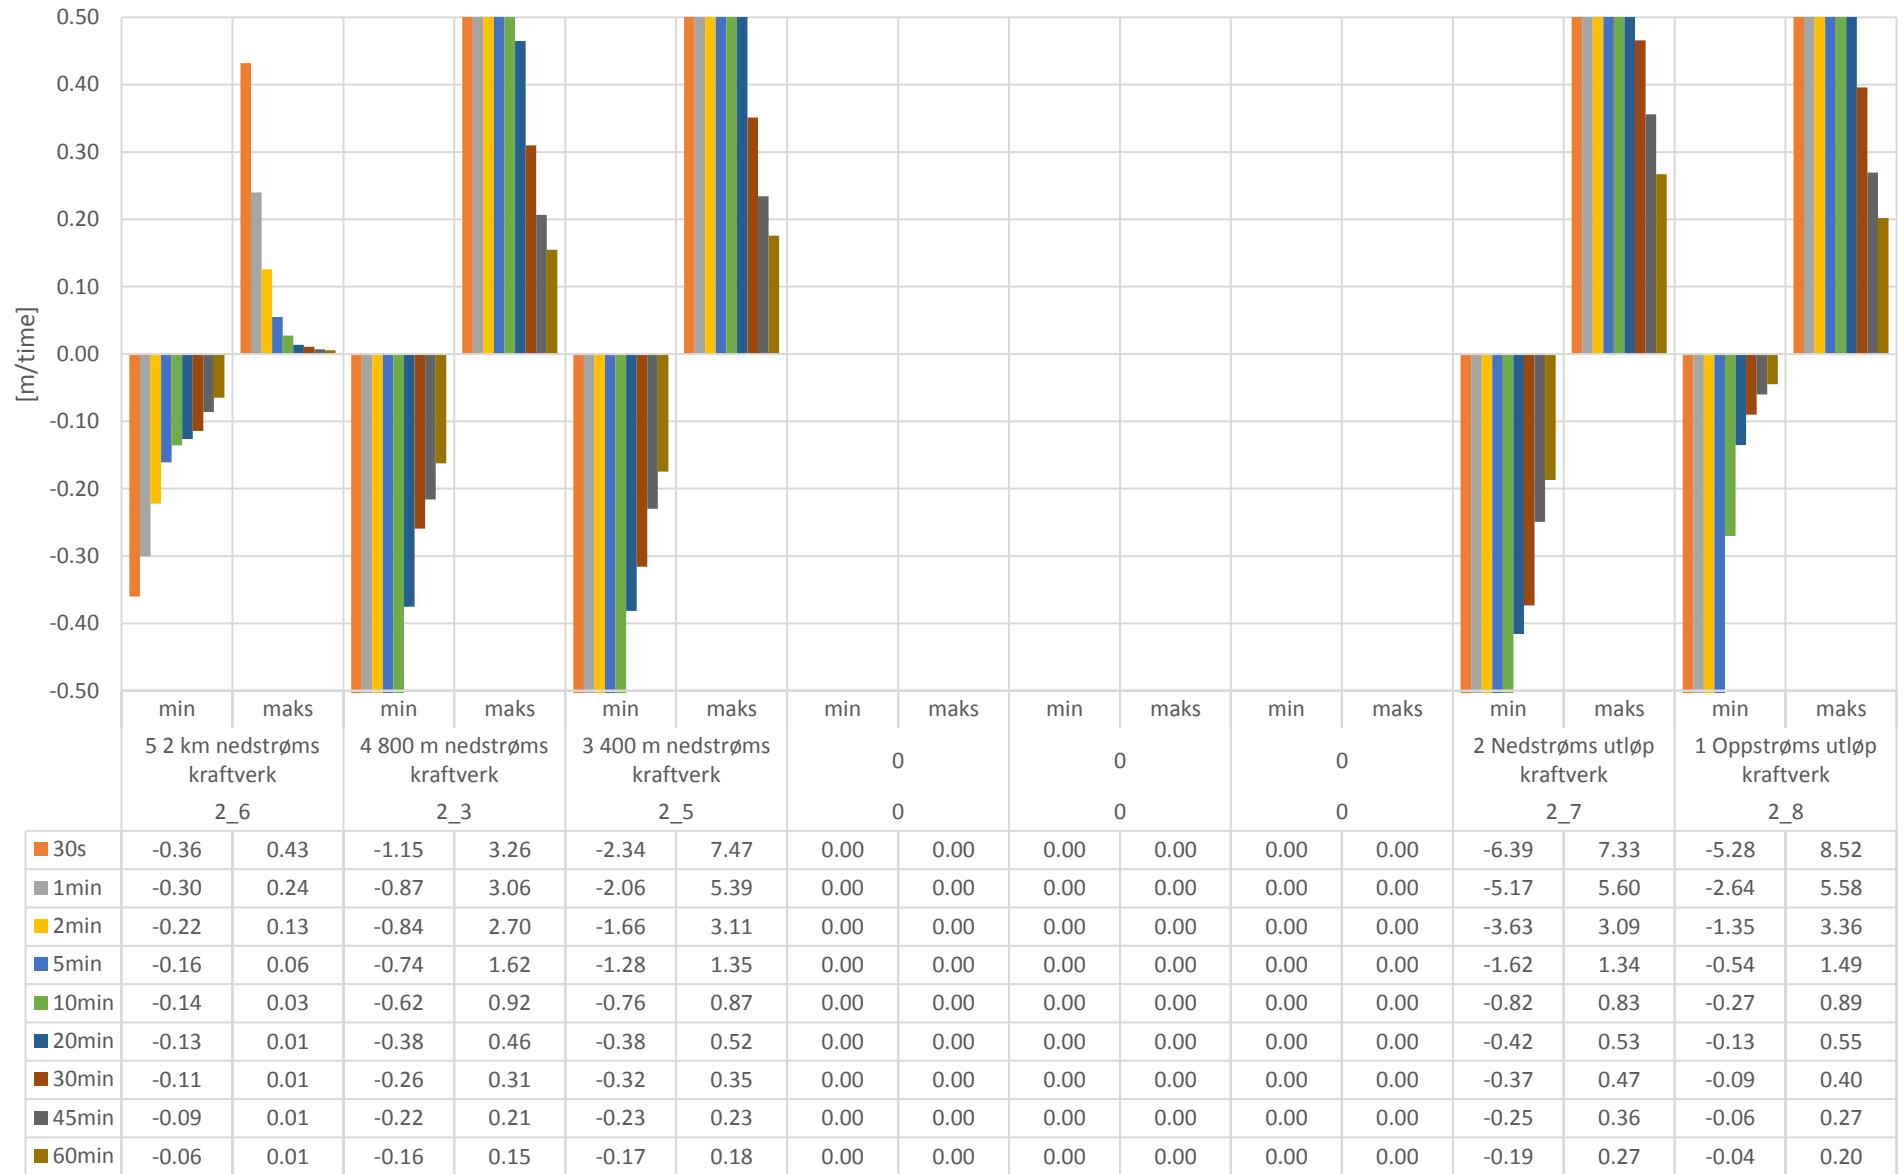 0.50
0.40
0.30
0.20
0.10
0.00
-0.10
-0.20
-0.30
-0.40
-0.50
[m/time]
min maks min maks min maks min maks min maks min maks min maks min maks
5 2 km nedstrøms kraftverk
4 800 m nedstrøms kraftverk
3 400 m nedstrøms kraftverk
0
0
0
2 Nedstrøms utløp kraftverk
1 Oppstrøms utløp kraftverk
2_6 2_3 2_5 0 0 0 2_7 2_8
30s -0.36 0.43 -1.15 3.26 -2.34 7.47 0.00 0.00 0.00 0.00 0.00 0.00 -6.39 7.33 -5.28 8.52
1min -0.30 0.24 -0.87 3.06 -2.06 5.39 0.00 0.00 0.00 0.00 0.00 0.00 -5.17 5.60 -2.64 5.58
2min -0.22 0.13 -0.84 2.70 -1.66 3.11 0.00 0.00 0.00 0.00 0.00 0.00 -3.63 3.09 -1.35 3.36
5min -0.16 0.06 -0.74 1.62 -1.28 1.35 0.00 0.00 0.00 0.00 0.00 0.00 -1.62 1.34 -0.54 1.49
10min -0.14 0.03 -0.62 0.92 -0.76 0.87 0.00 0.00 0.00 0.00 0.00 0.00 -0.82 0.83 -0.27 0.89
20min -0.13 0.01 -0.38 0.46 -0.38 0.52 0.00 0.00 0.00 0.00 0.00 0.00 -0.42 0.53 -0.13 0.55
30min -0.11 0.01 -0.26 0.31 -0.32 0.35 0.00 0.00 0.00 0.00 0.00 0.00 -0.37 0.47 -0.09 0.40
45min -0.09 0.01 -0.22 0.21 -0.23 0.23 0.00 0.00 0.00 0.00 0.00 0.00 -0.25 0.36 -0.06 0.27
60min -0.06 0.01 -0.16 0.15 -0.17 0.18 0.00 0.00 0.00 0.00 0.00 0.00 -0.19 0.27 -0.04 0.20